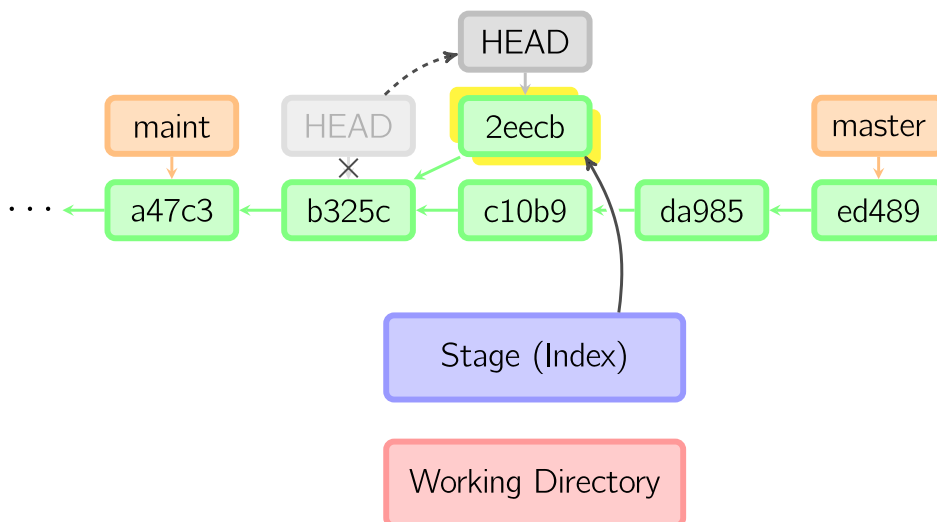 HEAD
maint
HEAD
2eecb
master
...
a47c3
b325c
c10b9
da985
ed489
Stage (Index)
Working Directory